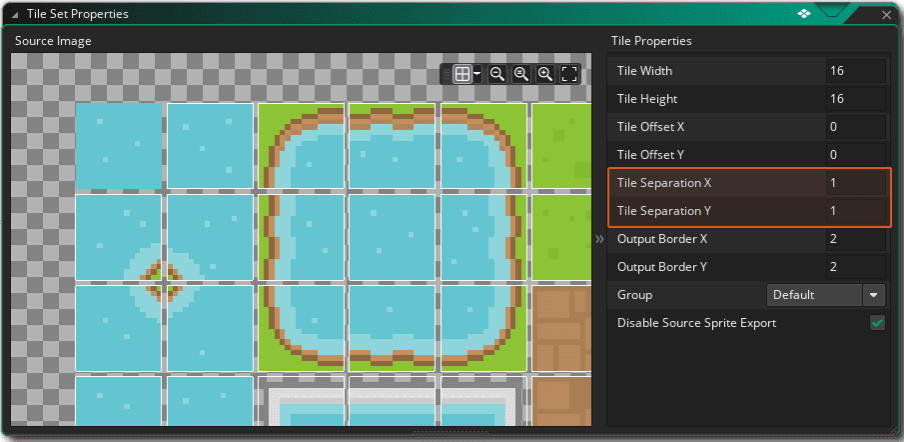 Tile Set Properties
Source Image
Tile Properties
Tile Width 16
Tile Height 16
Tile Offset X 0
Tile Offset Y 0
Tile Separation X 1
Tile Separation Y 1
Output Border X 2
Output Border Y 2
Group Default
Disable Source Sprite Export